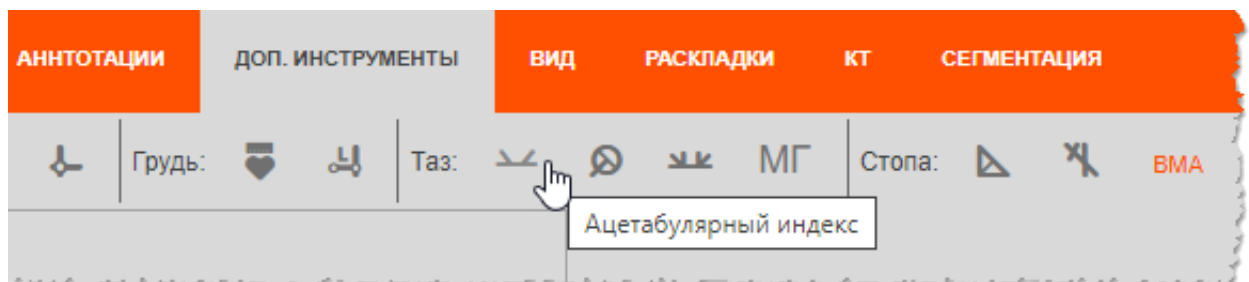 АННТОТАЦИИ ДОП. ИНСТРУМЕНТЫ ВИД РАСКЛАДКИ КТ СЕГМЕНТАЦИЯ
Грудь: Таз: МГ Стопа: ВМА
Ацетабулярный индекс